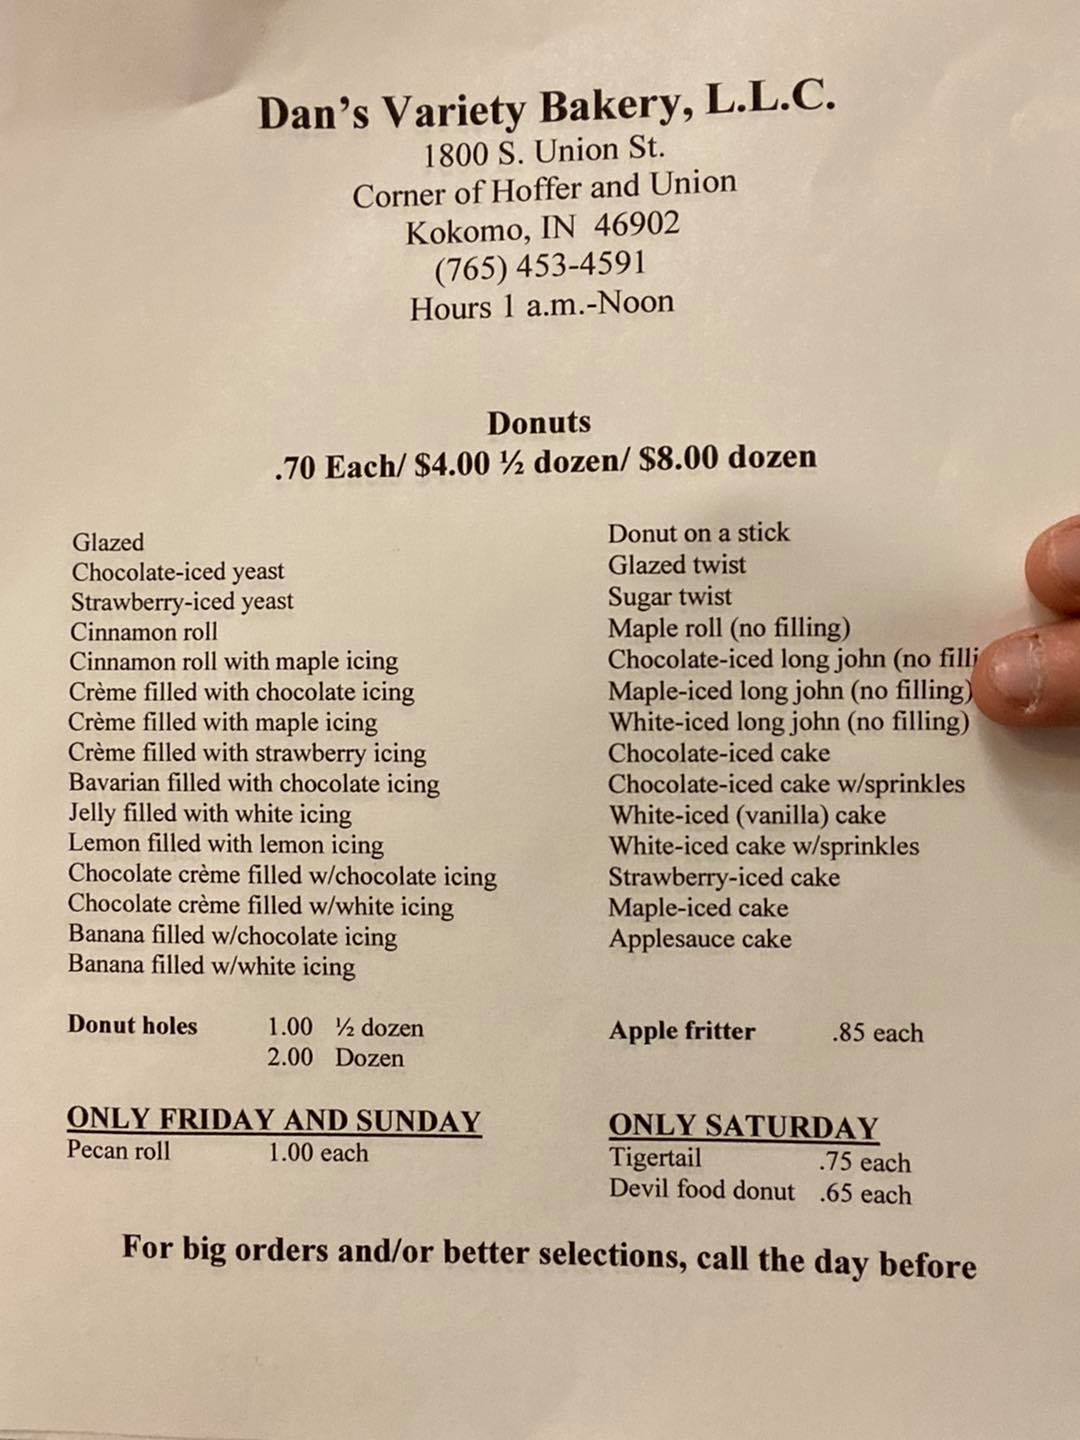 Dan's Variety Bakery, L.L.C.
1800 S. Union St.
Corner of Hoffer and Union
Kokomo, IN 46902
(765) 453-4591
Hours 1 a.m.-Noon
Donuts
.70 Each/ $4.00 ½ dozen/ $8.00 dozen
Glazed
Chocolate-iced yeast
Strawberry-iced yeast
Cinnamon roll
Cinnamon roll with maple icing
Crème filled with chocolate icing
Crème filled with maple icing
Crème filled with strawberry icing
Bavarian filled with chocolate icing
Jelly filled with white icing
Lemon filled with lemon icing
Chocolate crème filled w/chocolate icing
Chocolate crème filled w/white icing
Banana filled w/chocolate icing
Banana filled w/white icing
Donut on a stick
Glazed twist
Sugar twist
Maple roll (no filling)
Chocolate-iced long john (no filli
Maple-iced long john (no filling)
White-iced long john (no filling)
Chocolate-iced cake
Chocolate-iced cake w/sprinkles
White-iced (vanilla) cake
White-iced cake w/sprinkles
Strawberry-iced cake
Maple-iced cake
Applesauce cake
Donut holes 1.00 ½ dozen
2.00 Dozen
Apple fritter .85 each
ONLY FRIDAY AND SUNDAY
Pecan roll 1.00 each
ONLY SATURDAY
Tigertail .75 each
Devil food donut .65 each
For big orders and/or better selections, call the day before